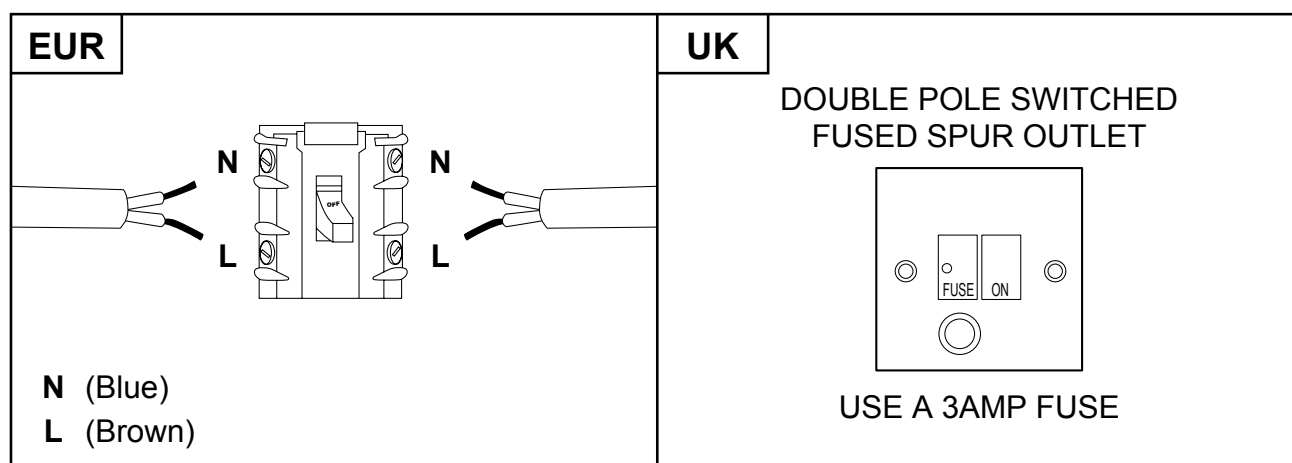 EUR
N N
OFF
L L
N (Blue)
L (Brown)
UK
DOUBLE POLE SWITCHED
FUSED SPUR OUTLET
FUSE ON
USE A 3AMP FUSE